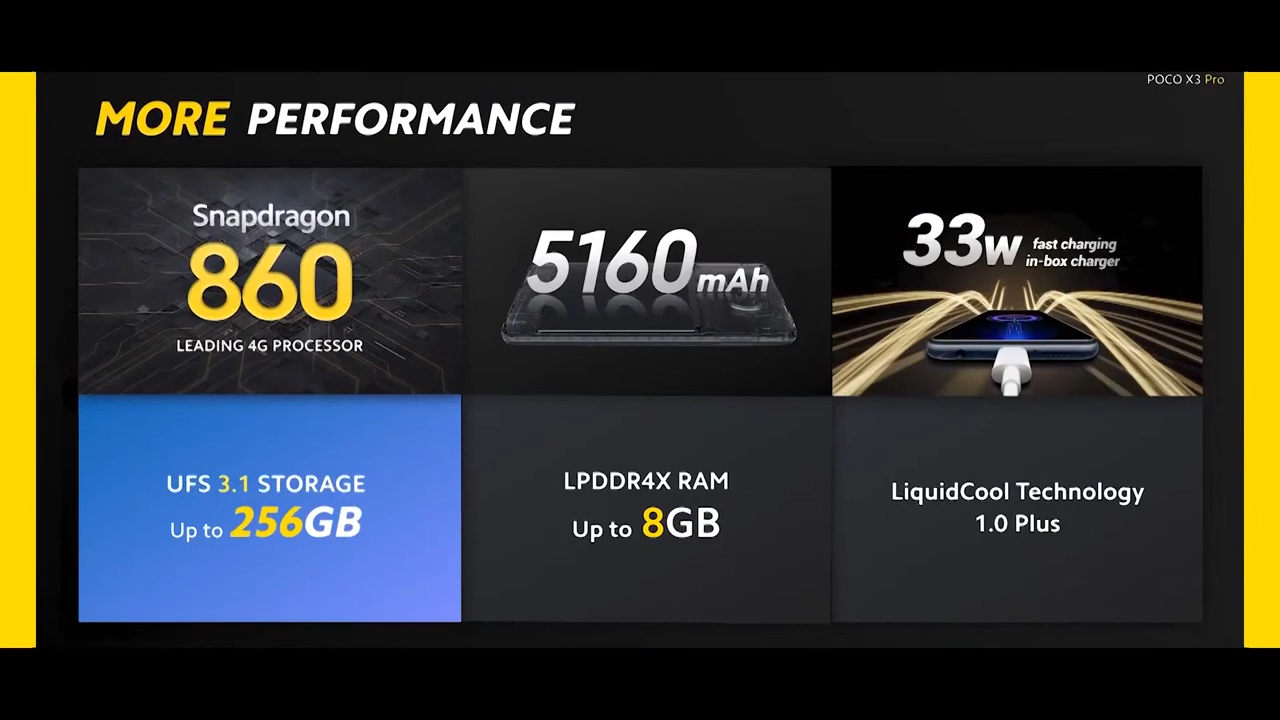 POCO X3 Pro
MORE PERFORMANCE
Snapdragon
860
LEADING 4G PROCESSOR
5160mAh
33w fast charging
in-box charger
UFS 3.1 STORAGE
Up to 256GB
LPDDR4X RAM
Up to 8GB
LiquidCool Technology
1.0 Plus